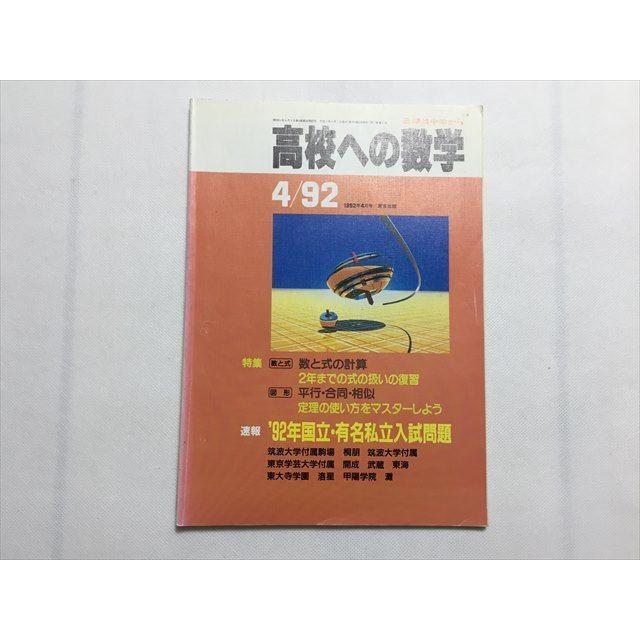 高校への数学
4/92 1992年4月号 東京出版
特集 数と式 数と式の計算
2年までの式の扱いの復習
図形 平行・合同・相似
定理の使い方をマスターしよう
速報 '92年国立・有名私立入試問題
筑波大学付属駒場 桐朋 筑波大学付属
東京学芸大学付属 開成 武蔵 東海
東大寺学園 洛星 甲陽学院 灘